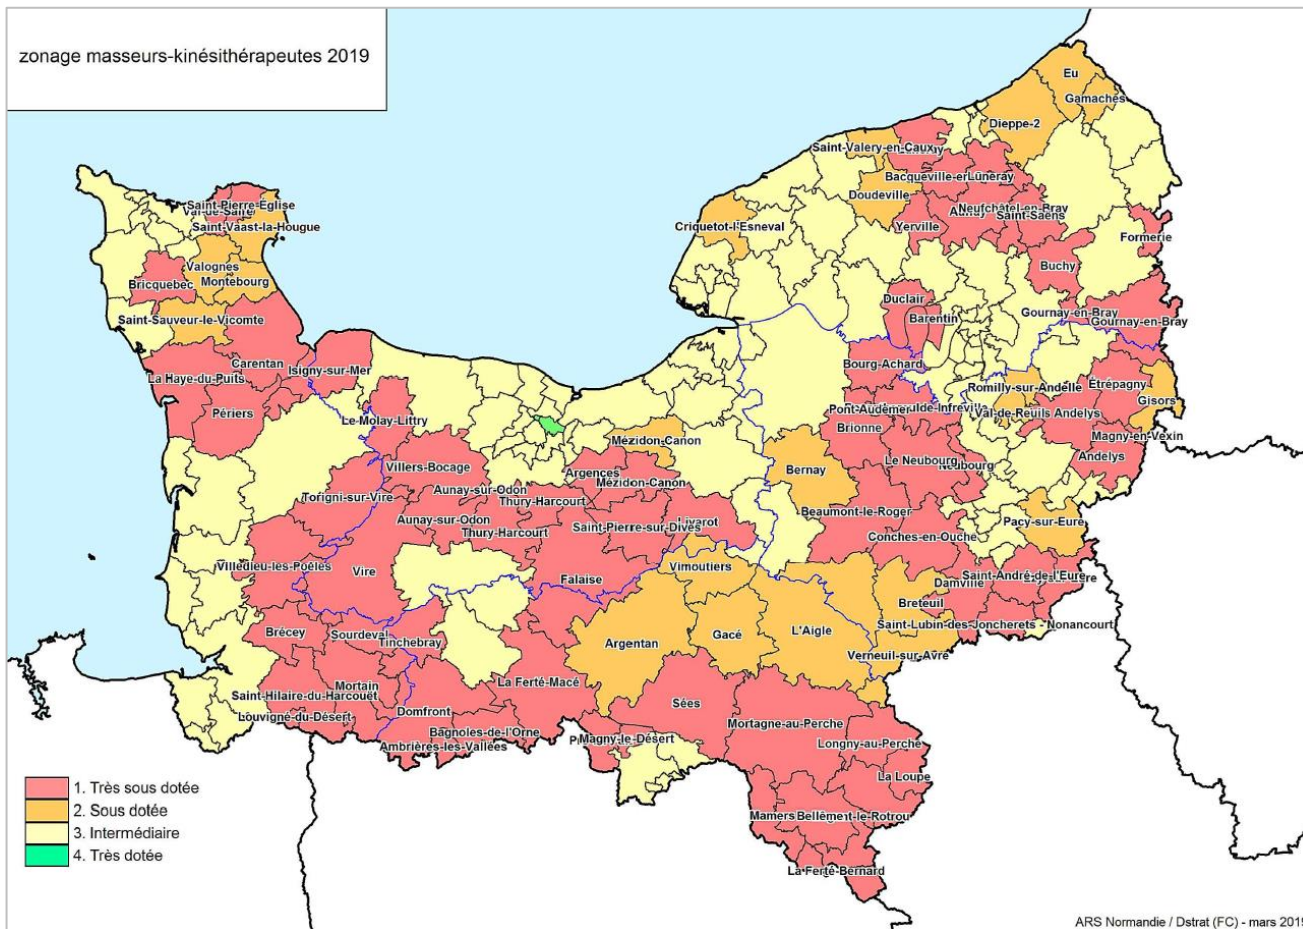 zonage masseurs-kinésithérapeutes 2019
Eu
Gamaches
Dieppe-2
Saint-Valery-en-Caux
Bacqueville-en
Luneray
Doudeville
Neufchâtel-en-Bray
Saint-Saëns
Criquetot-l'Esneval
Yerville
Formerie
Buchy
Saint-Pierre-Église
Val-de-Saire
Saint-Vaast-la-Hougue
Valognes
Bricquebec
Montebourg
Duclair
Barentin
Gournay-en-Bray
Gournay-en-Bray
Saint-Sauveur-le-Vicomte
Carentan
Isigny-sur-Mer
La Haye-du-Puits
Bourg-Achard
Étrépagny
Romilly-sur-Andelle
Gisors
Périers
Le-Molay-Littry
Pont-Audemer
Val-de-Reuil
s Andelys
Brionne
Magny-en-Vexin
Mézidon-Canon
Andelys
Villers-Bocage
Le Neubourg
Neubourg
Argences
Bernay
Mézidon-Canon
Aunay-sur-Odon
Torigni-sur-Vire
Thury-Harcourt
Beaumont-le-Roger
Aunay-sur-Odon
Saint-Pierre-sur-Dives
Livarot
Pacy-sur-Eure
Thury-Harcourt
Conches-en-Ouche
Villedieu-les-Poêles
Vire
Vimoutiers
Falaise
Saint-André-de-l'Eure
Damville
Breteuil
Brécey
Sourdeval
Tinchebray
Argentan
Gacé
L'Aigle
Saint-Lubin-des-Joncherets - Nonancourt
Verneuil-sur-Avre
La Ferté-Macé
Mortain
Saint-Hilaire-du-Harcouët
Sées
Domfront
Louvigné-du-Désert
Mortagne-au-Perche
Bagnoles-de-l'Orne
Magny-le-Désert
Ambrières-les-Vallées
Longny-au-Perche
La Loupe
Mamers
Bellême
nt-le-Rotrou
La Ferté-Bernard
1. Très sous dotée
2. Sous dotée
3. Intermédiaire
4. Très dotée
ARS Normandie / Dstrat (FC) - mars 2019